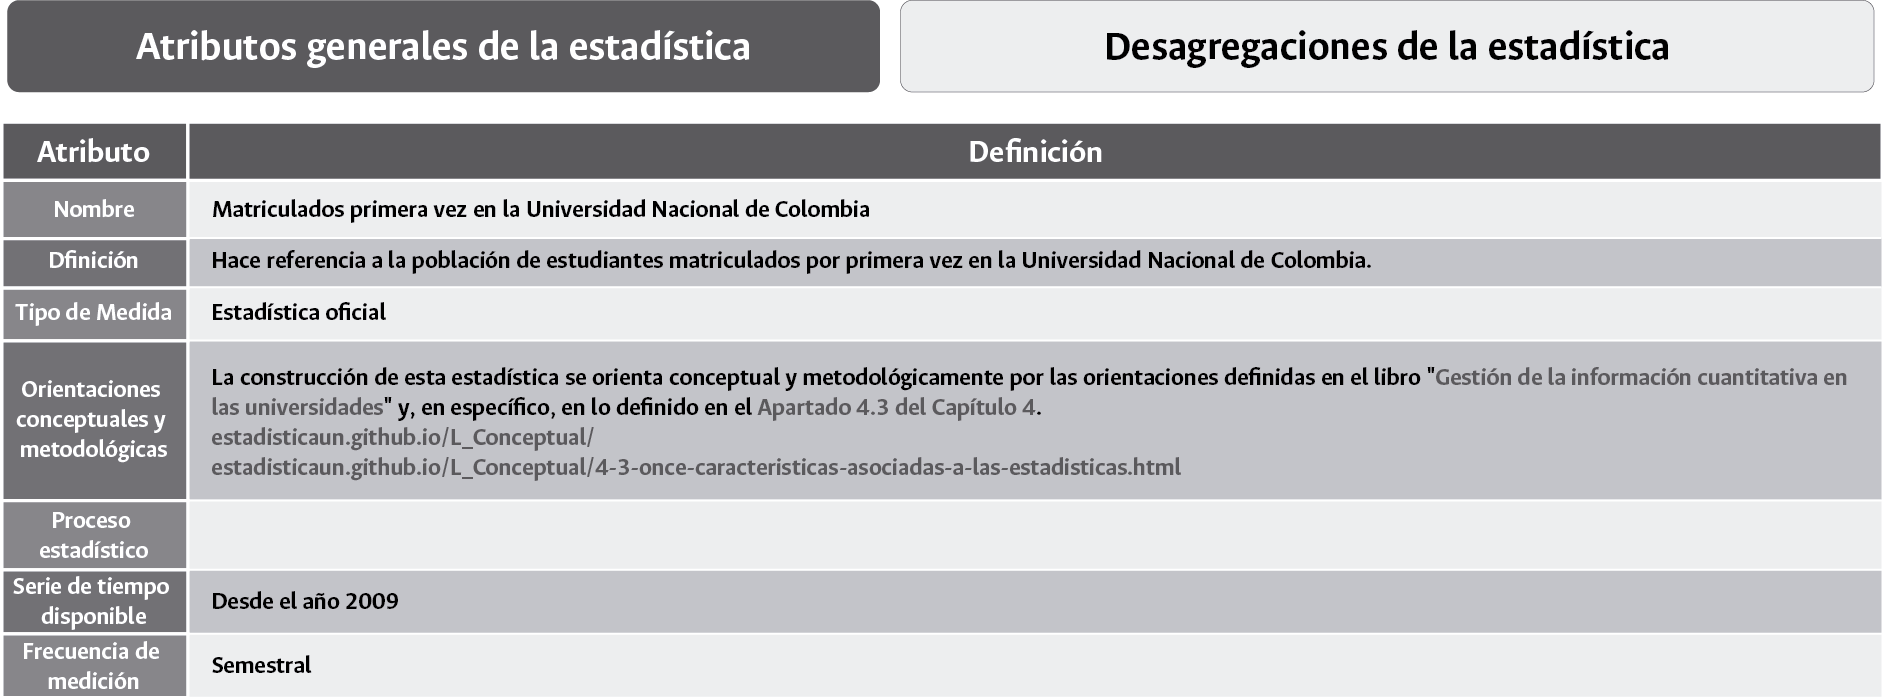 Atributos generales de la estadística
Desagregaciones de la estadística
Atributo
Definición
Nombre
Matriculados primera vez en la Universidad Nacional de Colombia
Dfinición
Hace referencia a la población de estudiantes matriculados por primera vez en la Universidad Nacional de Colombia.
Tipo de Medida
Estadística oficial
Orientaciones
conceptuales y
metodológicas
La construcción de esta estadística se orienta conceptual y metodológicamente por las orientaciones definidas en el libro "Gestión de la información cuantitativa en
las universidades" y, en específico, en lo definido en el Apartado 4.3 del Capítulo 4.
estadisticaun.github.io/L_Conceptual/
estadisticaun.github.io/L_Conceptual/4-3-once-caracteristicas-asociadas-a-las-estadisticas.html
Proceso
estadístico
Serie de tiempo
disponible
Desde el año 2009
Frecuencia de
medición
Semestral